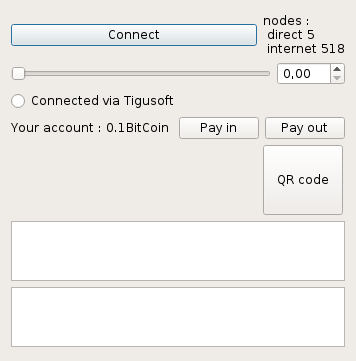 Connect
nodes :
direct 5
internet 518
0,00
Connected via Tigusoft
Your account : 0.1BitCoin
Pay in
Pay out
QR code